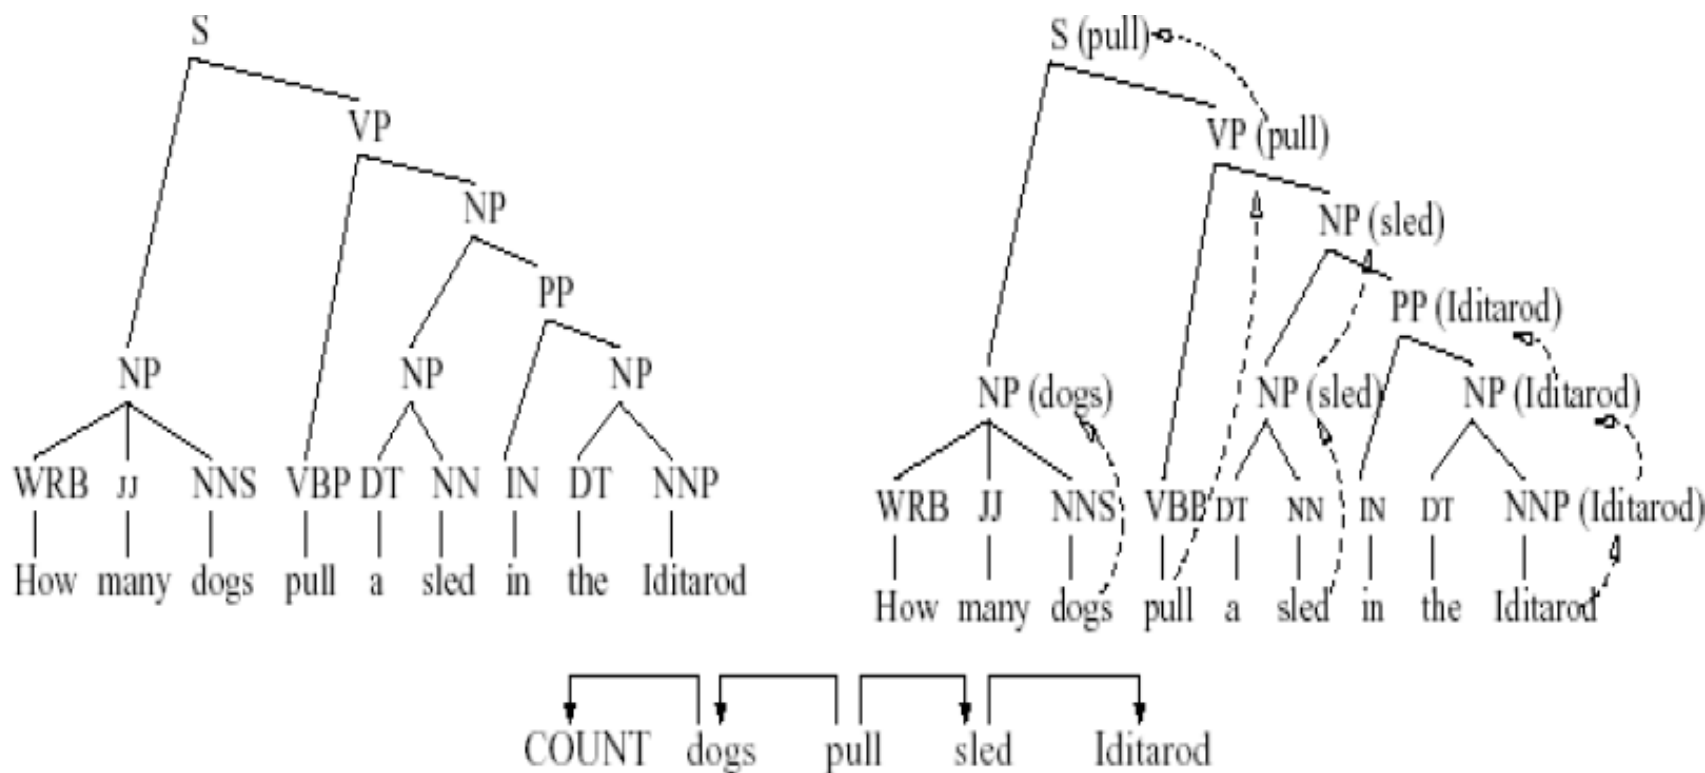 S S (pull)
VP VP (pull)
NP NP (sled)
PP PP (Iditarod)
NP NP NP NP (dogs) NP (sled) NP (Iditarod)
WRB JJ NNS VBP DT NN IN DT NNP WRB JJ NNS VBP DT NN IN DT NNP (Iditarod)
How many dogs pull a sled in the Iditarod How many dogs pull a sled in the Iditarod
COUNT dogs pull sled Iditarod